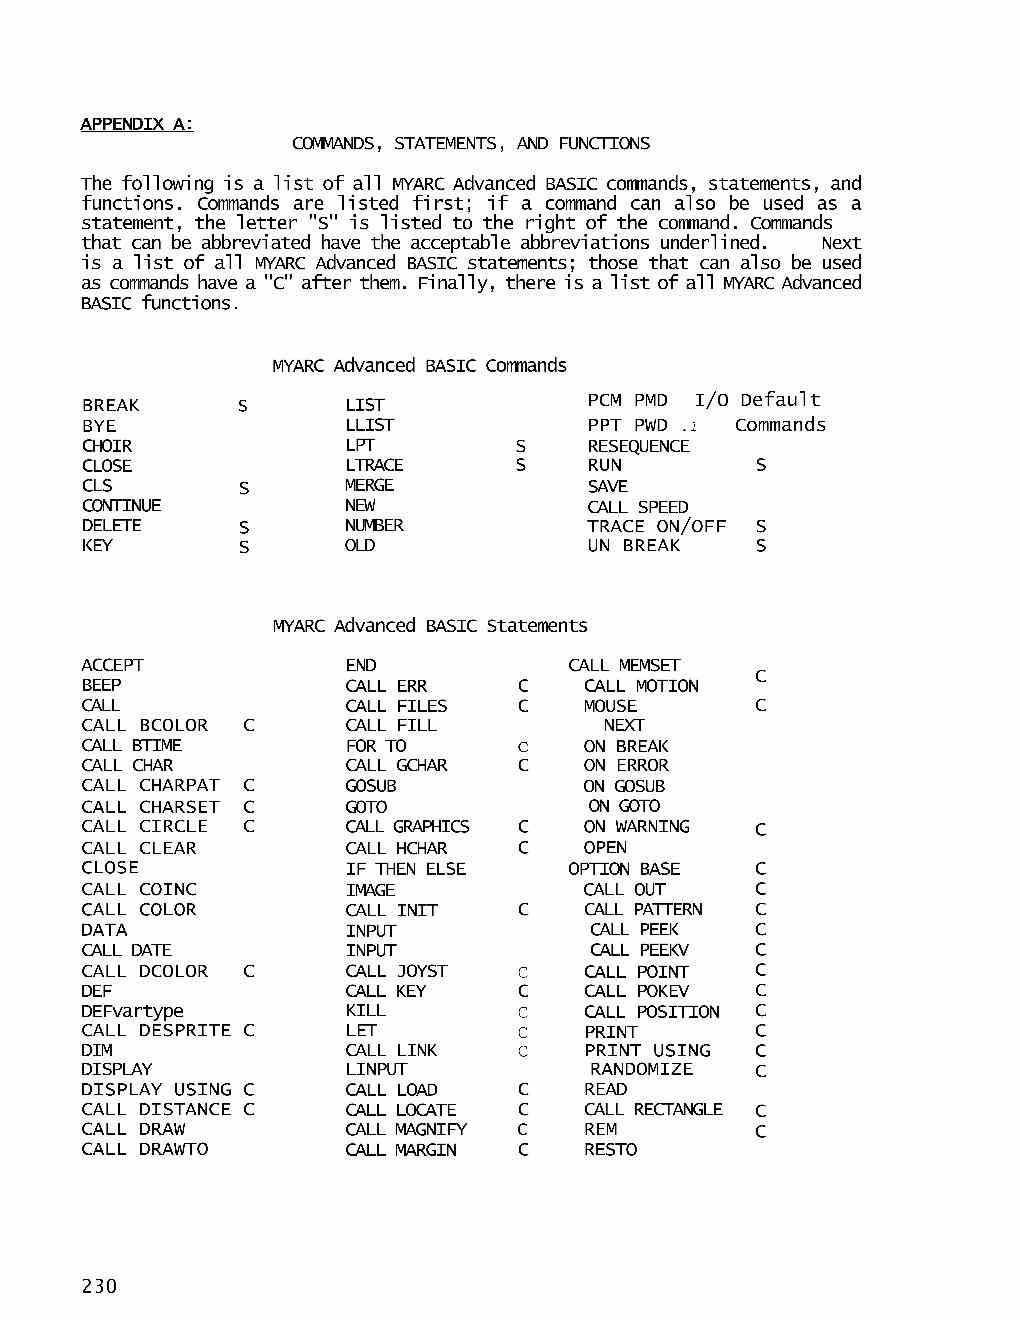 APPENDIX A:
COMMANDS, STATEMENTS, AND FUNCTIONS
The following is a list of all MYARC Advanced BASIC commands, statements, and
functions. Commands are listed first; if a command can also be used as a
statement, the letter "S" is listed to the right of the command. Commands
that can be abbreviated have the acceptable abbreviations underlined. Next
is a list of all MYARC Advanced BASIC statements; those that can also be used
as commands have a "C" after them. Finally, there is a list of all MYARC Advanced
BASIC functions.
MYARC Advanced BASIC Commands
BREAK S LIST PCM PMD I/O Default
BYE LLIST PPT PWD .i Commands
CHOIR LPT S RESEQUENCE
CLOSE LTRACE S RUN S
CLS S MERGE SAVE
CONTINUE NEW CALL SPEED
DELETE S NUMBER TRACE ON/OFF S
KEY S OLD UN BREAK S
MYARC Advanced BASIC Statements
ACCEPT END CALL MEMSET
BEEP CALL ERR C CALL MOTION C
CALL CALL FILES C MOUSE C
CALL BCOLOR C CALL FILL NEXT
CALL BTIME FOR TO C ON BREAK
CALL CHAR CALL GCHAR C ON ERROR
CALL CHARPAT C GOSUB ON GOSUB
CALL CHARSET C GOTO ON GOTO
CALL CIRCLE C CALL GRAPHICS C ON WARNING C
CALL CLEAR CALL HCHAR C OPEN
CLOSE IF THEN ELSE OPTION BASE C
CALL COINC IMAGE CALL OUT C
CALL COLOR CALL INIT C CALL PATTERN C
DATA INPUT CALL PEEK C
CALL DATE INPUT CALL PEEKV C
CALL DCOLOR C CALL JOYST C CALL POINT C
DEF CALL KEY C CALL POKEV C
DEFvartype KILL C CALL POSITION C
CALL DESPRITE C LET C PRINT C
DIM CALL LINK C PRINT USING C
DISPLAY LINPUT RANDOMIZE C
DISPLAY USING C CALL LOAD C READ
CALL DISTANCE C CALL LOCATE C CALL RECTANGLE C
CALL DRAW CALL MAGNIFY C REM C
CALL DRAWTO CALL MARGIN C RESTO
230